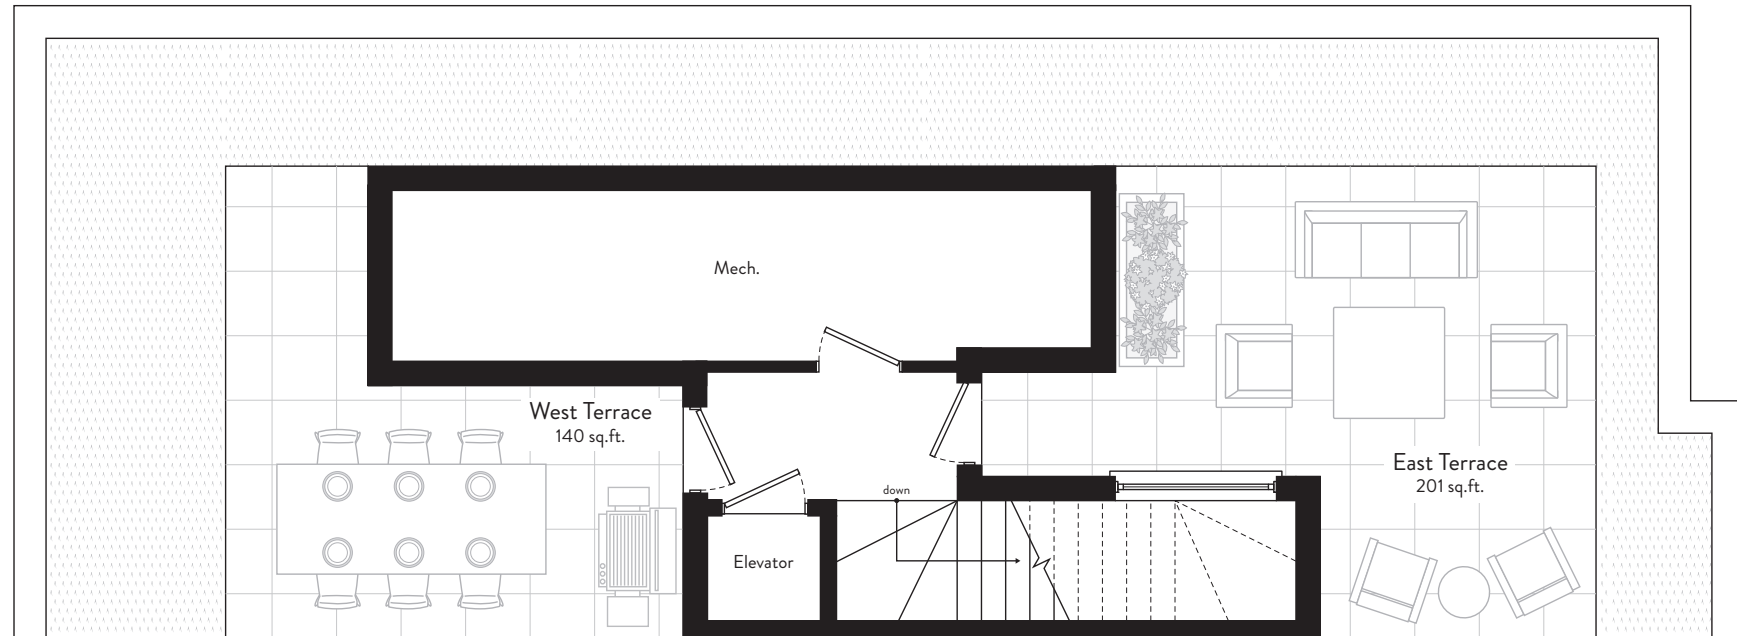 Mech.
West Terrace
140 sq.ft.
East Terrace
201 sq.ft.
down
Elevator